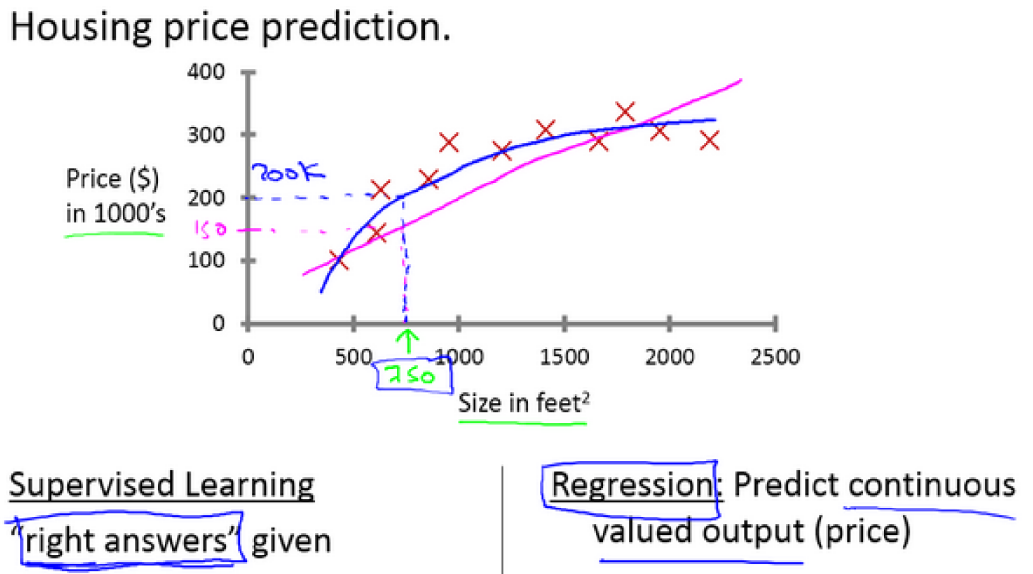 Housing price prediction.
400
300
200K
Price ($)
in 1000's
200
150
100
0
0 500 1000 1500 2000 2500
750
Size in feet²
Supervised Learning
"right answers" given
Regression: Predict continuous
valued output (price)